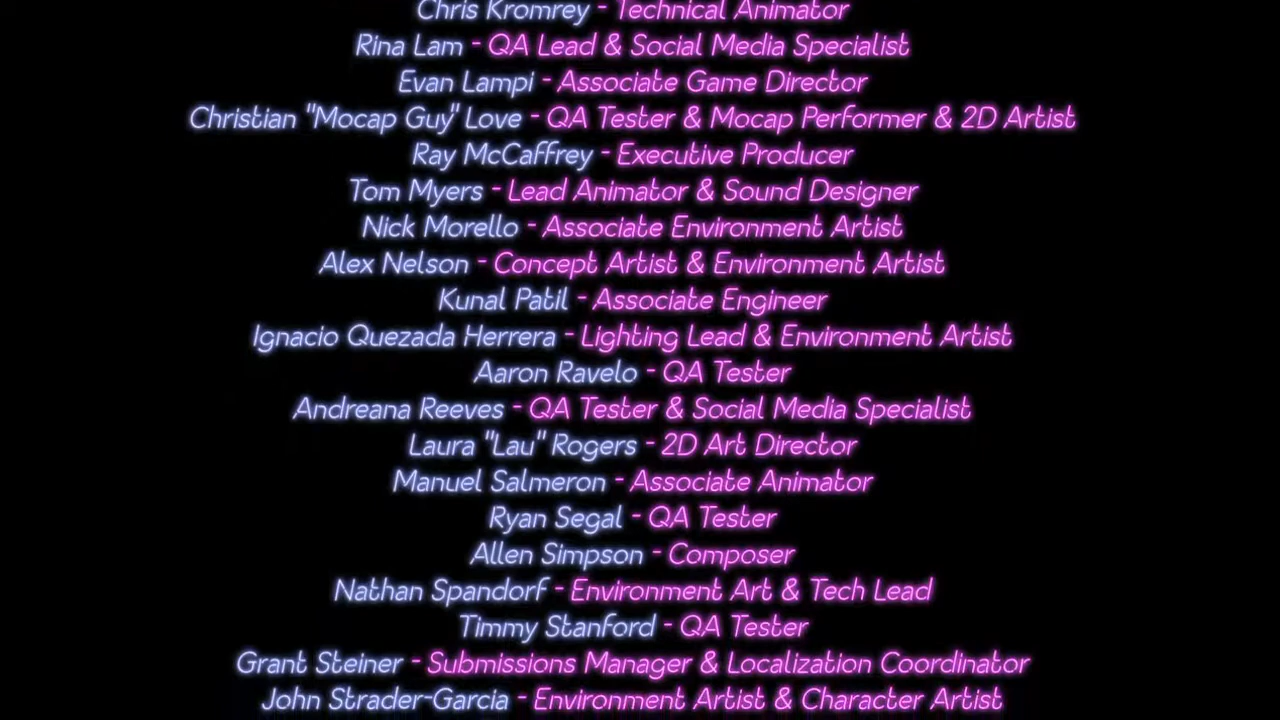 Chris Kromrey - Technical Animator
Rina Lam - QA Lead & Social Media Specialist
Evan Lampi - Associate Game Director
Christian "Mocap Guy" Love - QA Tester & Mocap Performer & 2D Artist
Ray McCaffrey - Executive Producer
Tom Myers - Lead Animator & Sound Designer
Nick Morello - Associate Environment Artist
Alex Nelson - Concept Artist & Environment Artist
Kunal Patil - Associate Engineer
Ignacio Quezada Herrera - Lighting Lead & Environment Artist
Aaron Ravelo - QA Tester
Andreana Reeves - QA Tester & Social Media Specialist
Laura "Lau" Rogers - 2D Art Director
Manuel Salmeron - Associate Animator
Ryan Segal - QA Tester
Allen Simpson - Composer
Nathan Spandorf - Environment Art & Tech Lead
Timmy Stanford - QA Tester
Grant Steiner - Submissions Manager & Localization Coordinator
John Strader-Garcia - Environment Artist & Character Artist